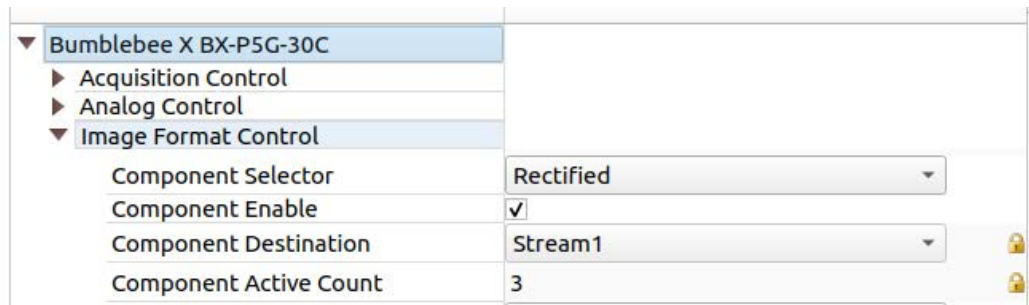 Bumblebee X BX-P5G-30C
Acquisition Control
Analog Control
Image Format Control
Component Selector Rectified
Component Enable
Component Destination Stream1
Component Active Count 3